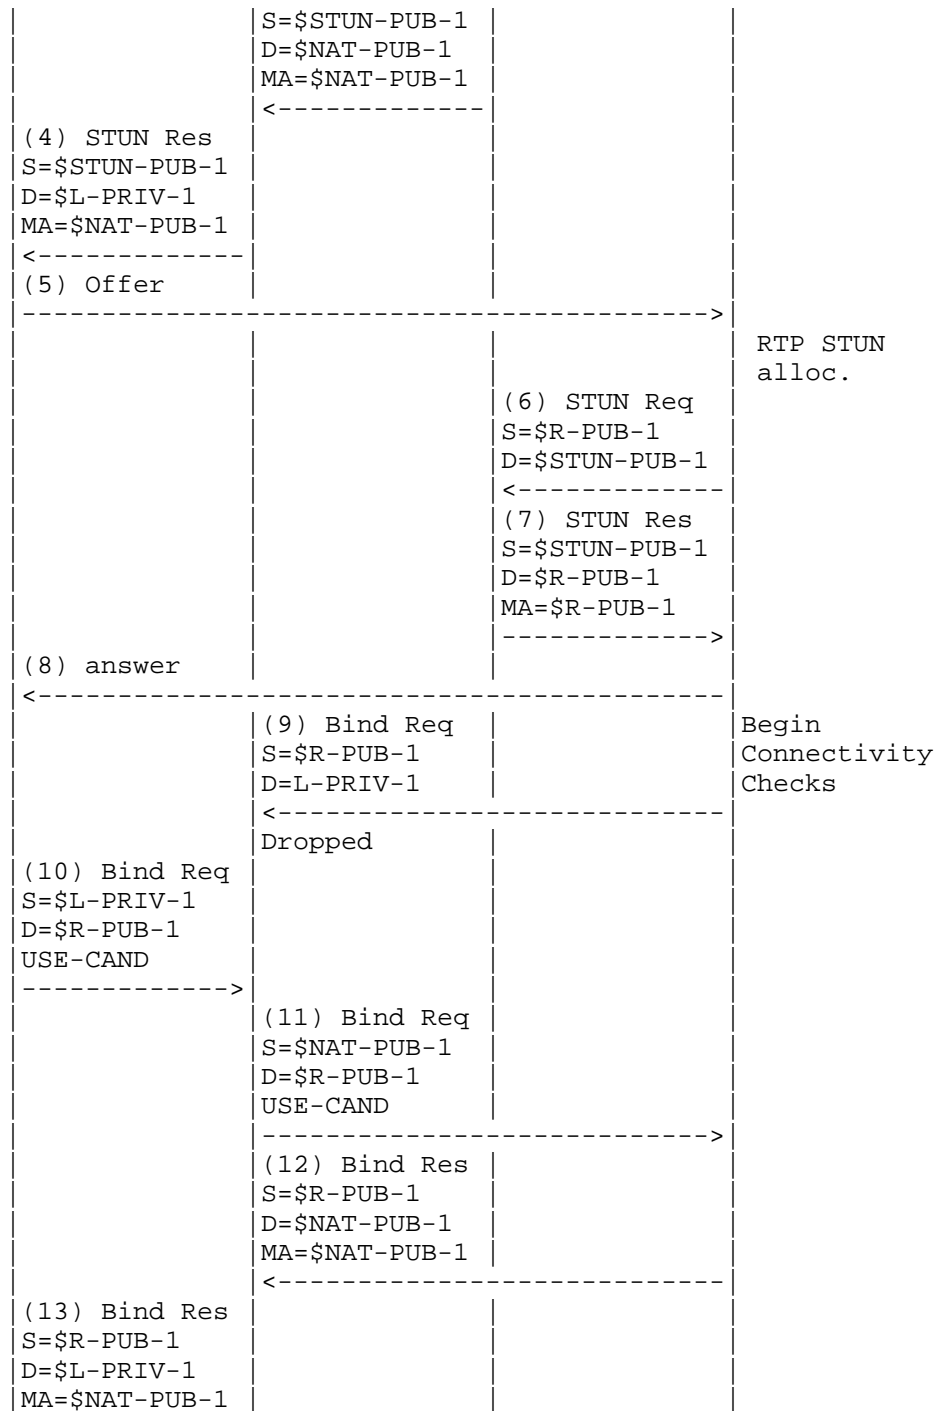 |             |S=$STUN-PUB-1 |              |
|             |D=$NAT-PUB-1  |              |
|             |MA=$NAT-PUB-1 |              |
|             |<-------------|              |
|(4) STUN Res |              |              |
|S=$STUN-PUB-1|              |              |
|D=$L-PRIV-1  |              |              |
|MA=$NAT-PUB-1|              |              |
|<------------|              |              |
|(5) Offer    |              |              |
|------------------------------------------->|
|             |              |              | RTP STUN
|             |              |              | alloc.
|             |              |(6) STUN Req  |
|             |              |S=$R-PUB-1    |
|             |              |D=$STUN-PUB-1 |
|             |              |<-------------|
|             |              |(7) STUN Res  |
|             |              |S=$STUN-PUB-1 |
|             |              |D=$R-PUB-1    |
|             |              |MA=$R-PUB-1   |
|             |              |------------->|
|(8) answer   |              |              |
|<-------------------------------------------|
|             |(9) Bind Req  |              |Begin
|             |S=$R-PUB-1    |              |Connectivity
|             |D=L-PRIV-1    |              |Checks
|             |<----------------------------|
|             |Dropped       |              |
|(10) Bind Req|              |              |
|S=$L-PRIV-1  |              |              |
|D=$R-PUB-1   |              |              |
|USE-CAND     |              |              |
|------------>|              |              |
|             |(11) Bind Req |              |
|             |S=$NAT-PUB-1  |              |
|             |D=$R-PUB-1    |              |
|             |USE-CAND      |              |
|             |---------------------------->|
|             |(12) Bind Res |              |
|             |S=$R-PUB-1    |              |
|             |D=$NAT-PUB-1  |              |
|             |MA=$NAT-PUB-1 |              |
|             |<----------------------------|
|(13) Bind Res|              |              |
|S=$R-PUB-1   |              |              |
|D=$L-PRIV-1  |              |              |
|MA=$NAT-PUB-1|              |              |